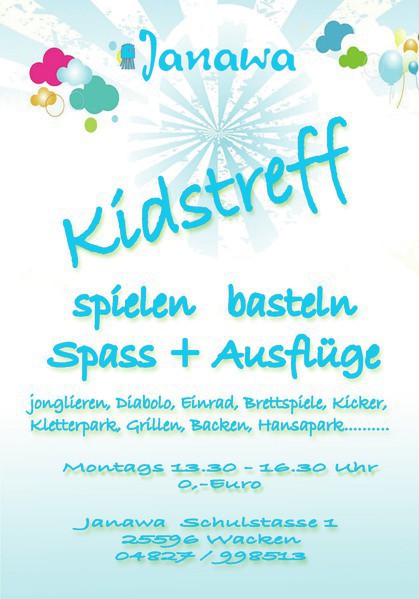 Janawa
Kidstreff
spielen basteln
Spass + Ausflüge
jonglieren, Diabolo, Einrad, Brettspiele, Kicker,
Kletterpark, Grillen, Backen, Hansapark..........
Montags 13.30 - 16.30 Uhr
0,-Euro
Janawa Schulstasse 1
25596 Wacken
04827 / 998513